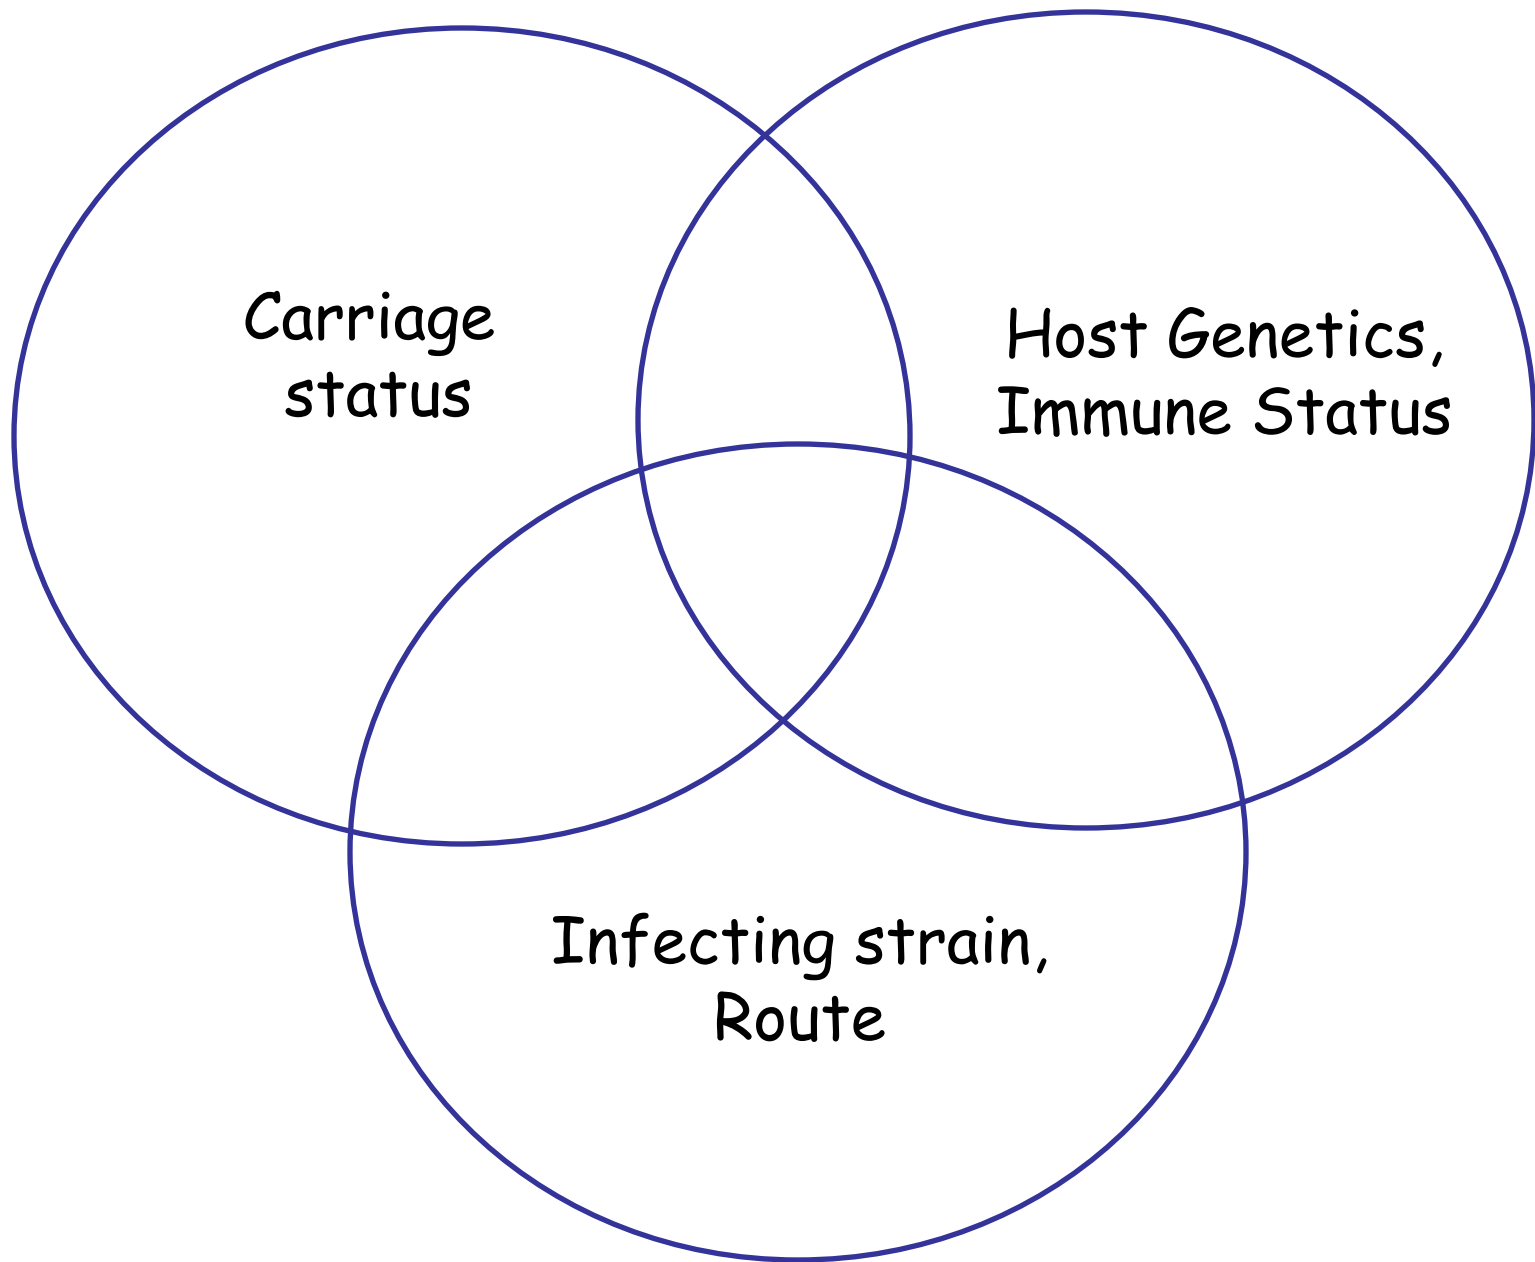 Carriage
status
Host Genetics,
Immune Status
Infecting strain,
Route